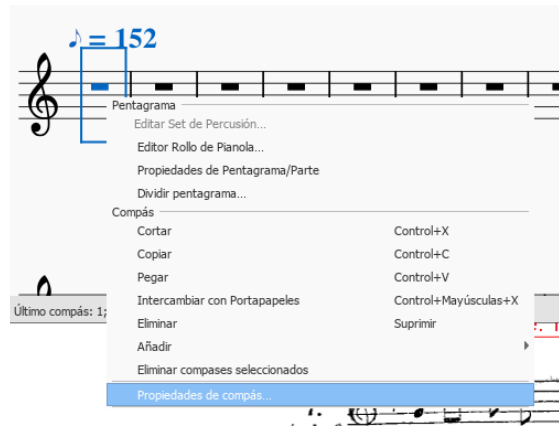 ♪ = 152
Pentagrama
Editar Set de Percusión...
Editor Rollo de Pianola...
Propiedades de Pentagrama/Parte
Dividir pentagrama...
Compás
Cortar Control+X
Copiar Control+C
Pegar Control+V
Intercambiar con Portapapeles Control+Mayúsculas+X
Último compás: 1;
Eliminar Suprimir
Añadir
Eliminar compases seleccionados
Propiedades de compás...